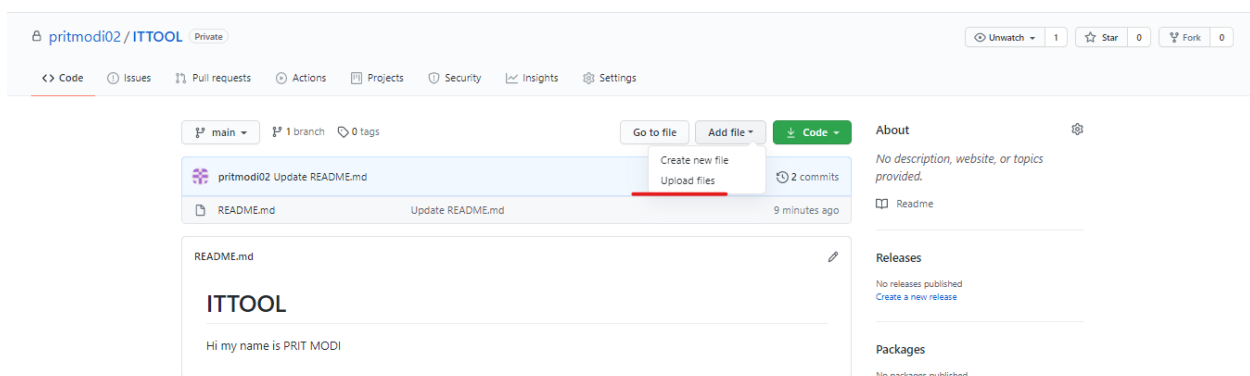 pritmodi02 / ITTOOL Private
Unwatch 1 Star 0 Fork 0
Code Issues Pull requests Actions Projects Security Insights Settings
main 1 branch 0 tags
Go to file Add file Code
Create new file
Upload files
pritmodi02 Update README.md 2 commits
README.md Update README.md 9 minutes ago
README.md
ITTOOL
Hi my name is PRIT MODI
About
No description, website, or topics
provided.
Readme
Releases
No releases published
Create a new release
Packages
No packages published